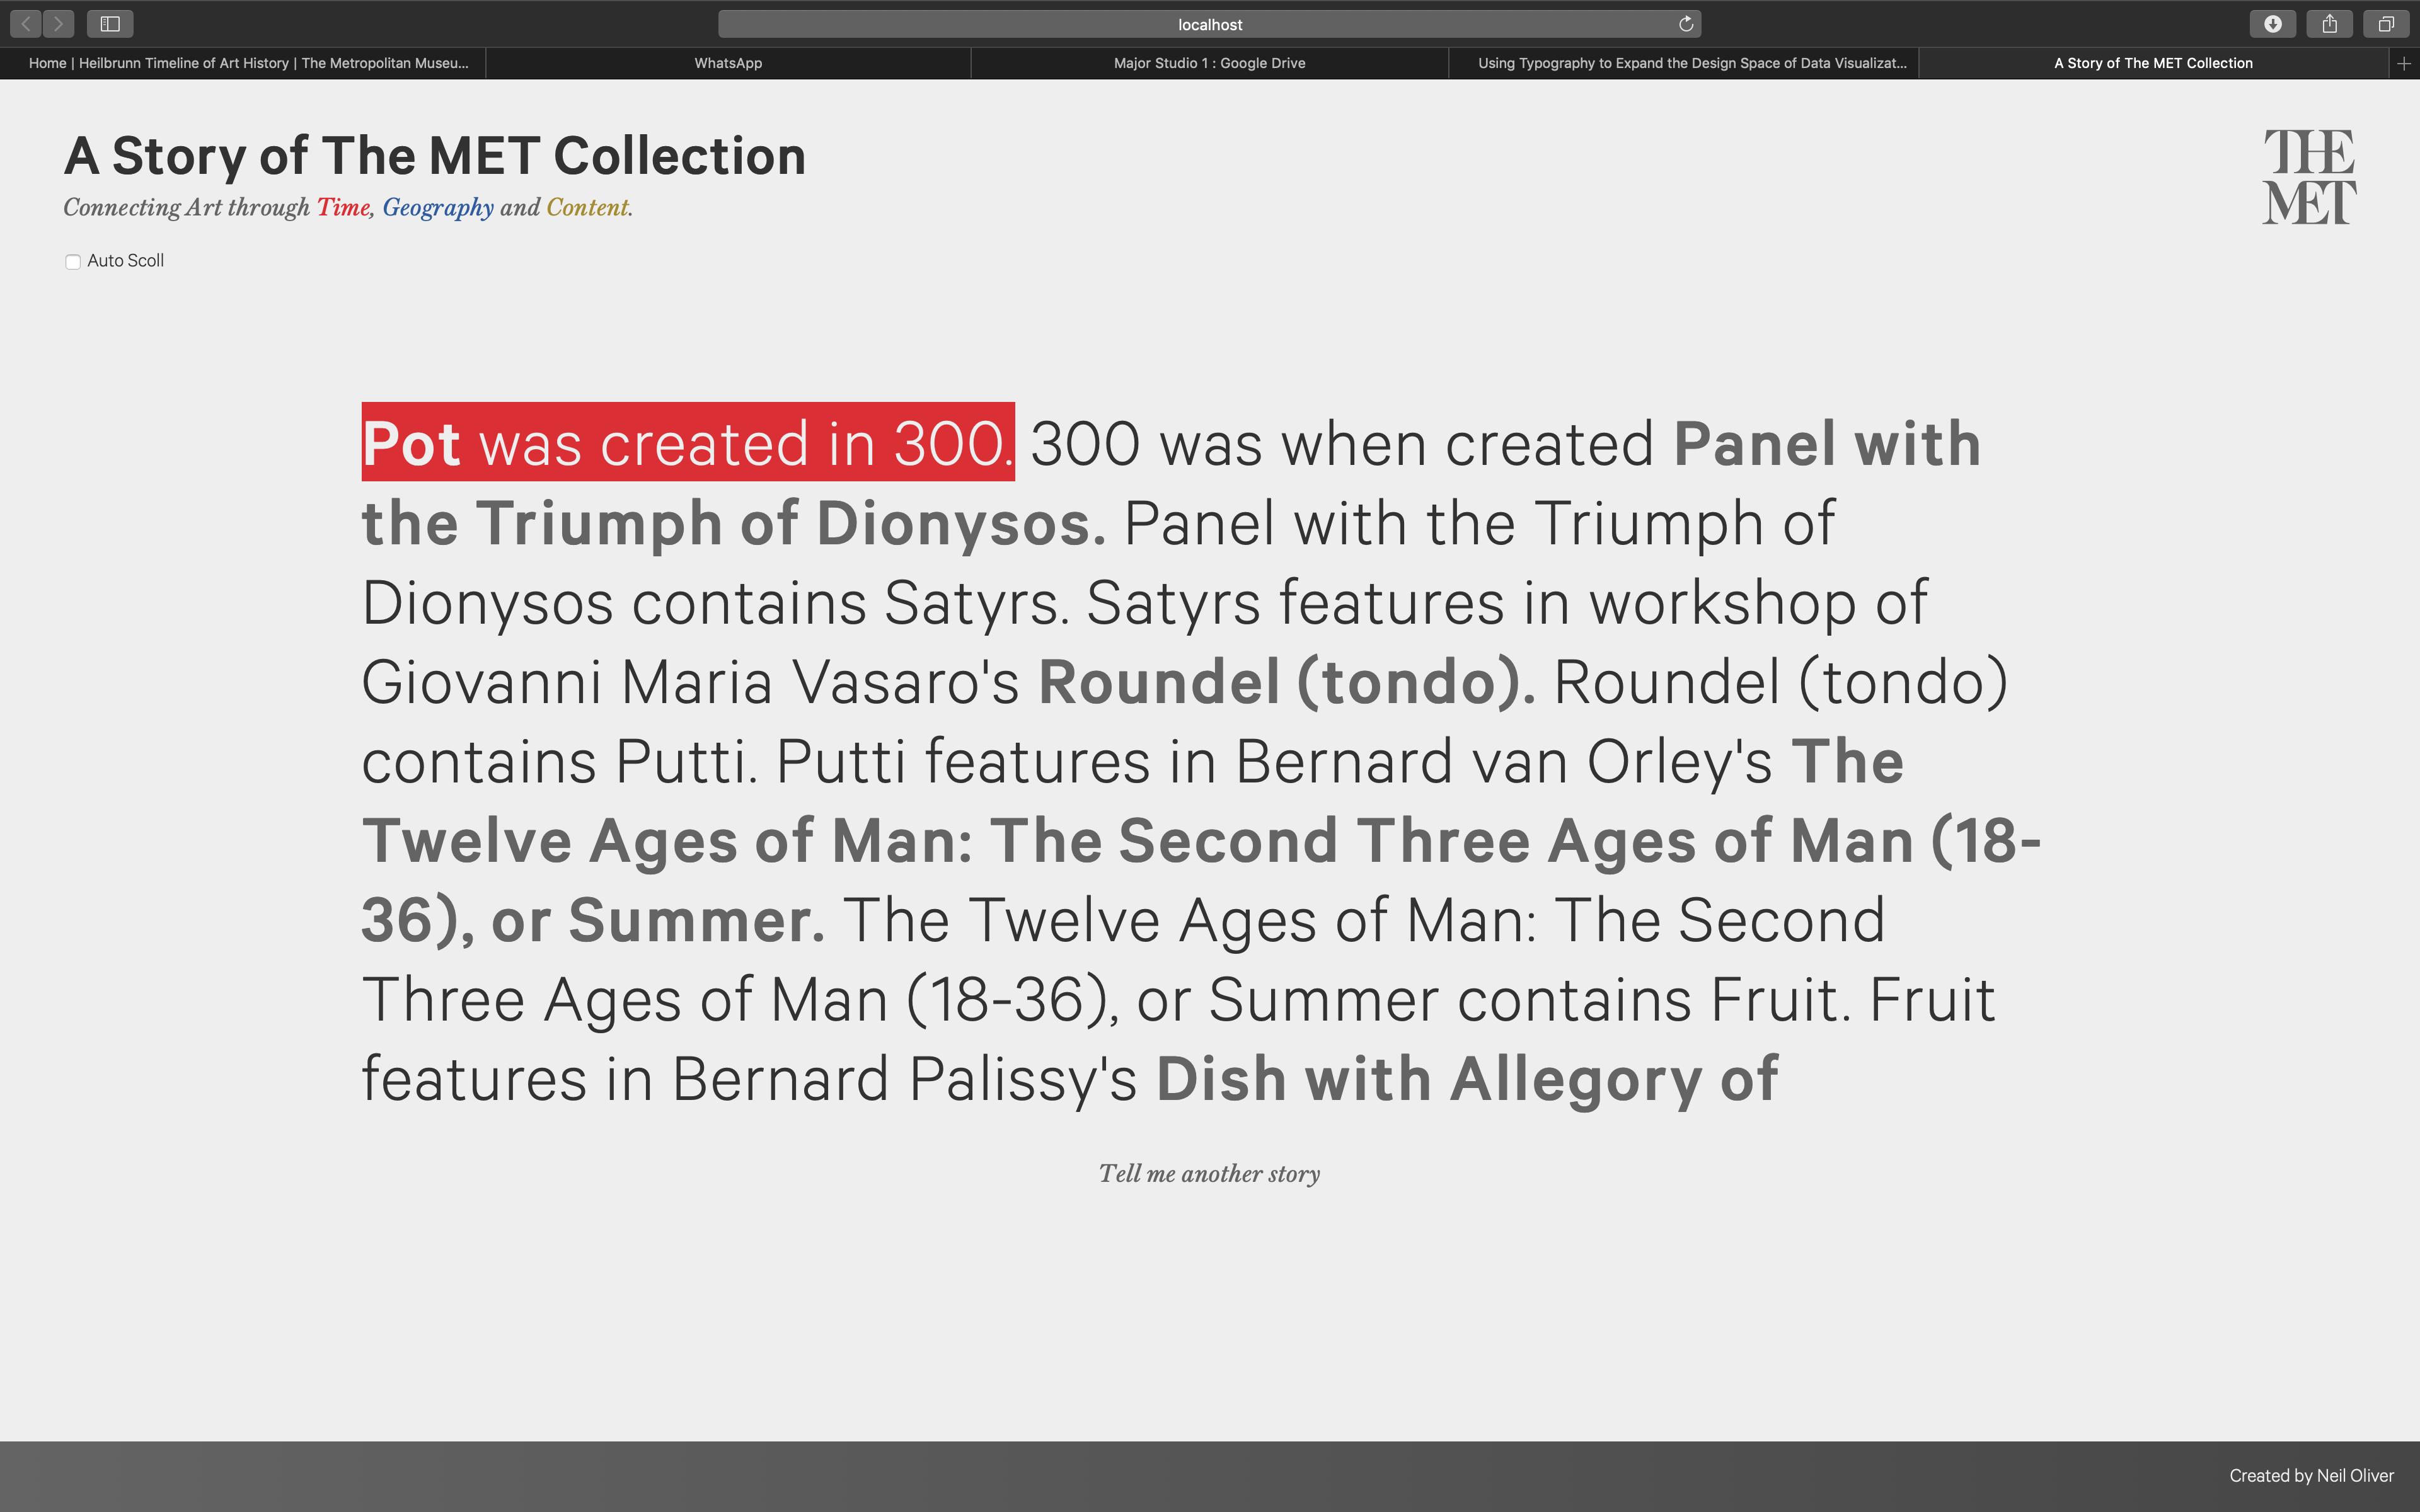 localhost
Home | Heilbrunn Timeline of Art History | The Metropolitan Museu...
WhatsApp
Major Studio 1 : Google Drive
Using Typography to Expand the Design Space of Data Visualizat...
A Story of The MET Collection
A Story of The MET Collection
Connecting Art through Time, Geography and Content.
THE
MET
Auto Scoll
Pot was created in 300. 300 was when created Panel with
the Triumph of Dionysos. Panel with the Triumph of
Dionysos contains Satyrs. Satyrs features in workshop of
Giovanni Maria Vasaro's Roundel (tondo). Roundel (tondo)
contains Putti. Putti features in Bernard van Orley's The
Twelve Ages of Man: The Second Three Ages of Man (18-
36), or Summer. The Twelve Ages of Man: The Second
Three Ages of Man (18-36), or Summer contains Fruit. Fruit
features in Bernard Palissy's Dish with Allegory of
Tell me another story
Created by Neil Oliver